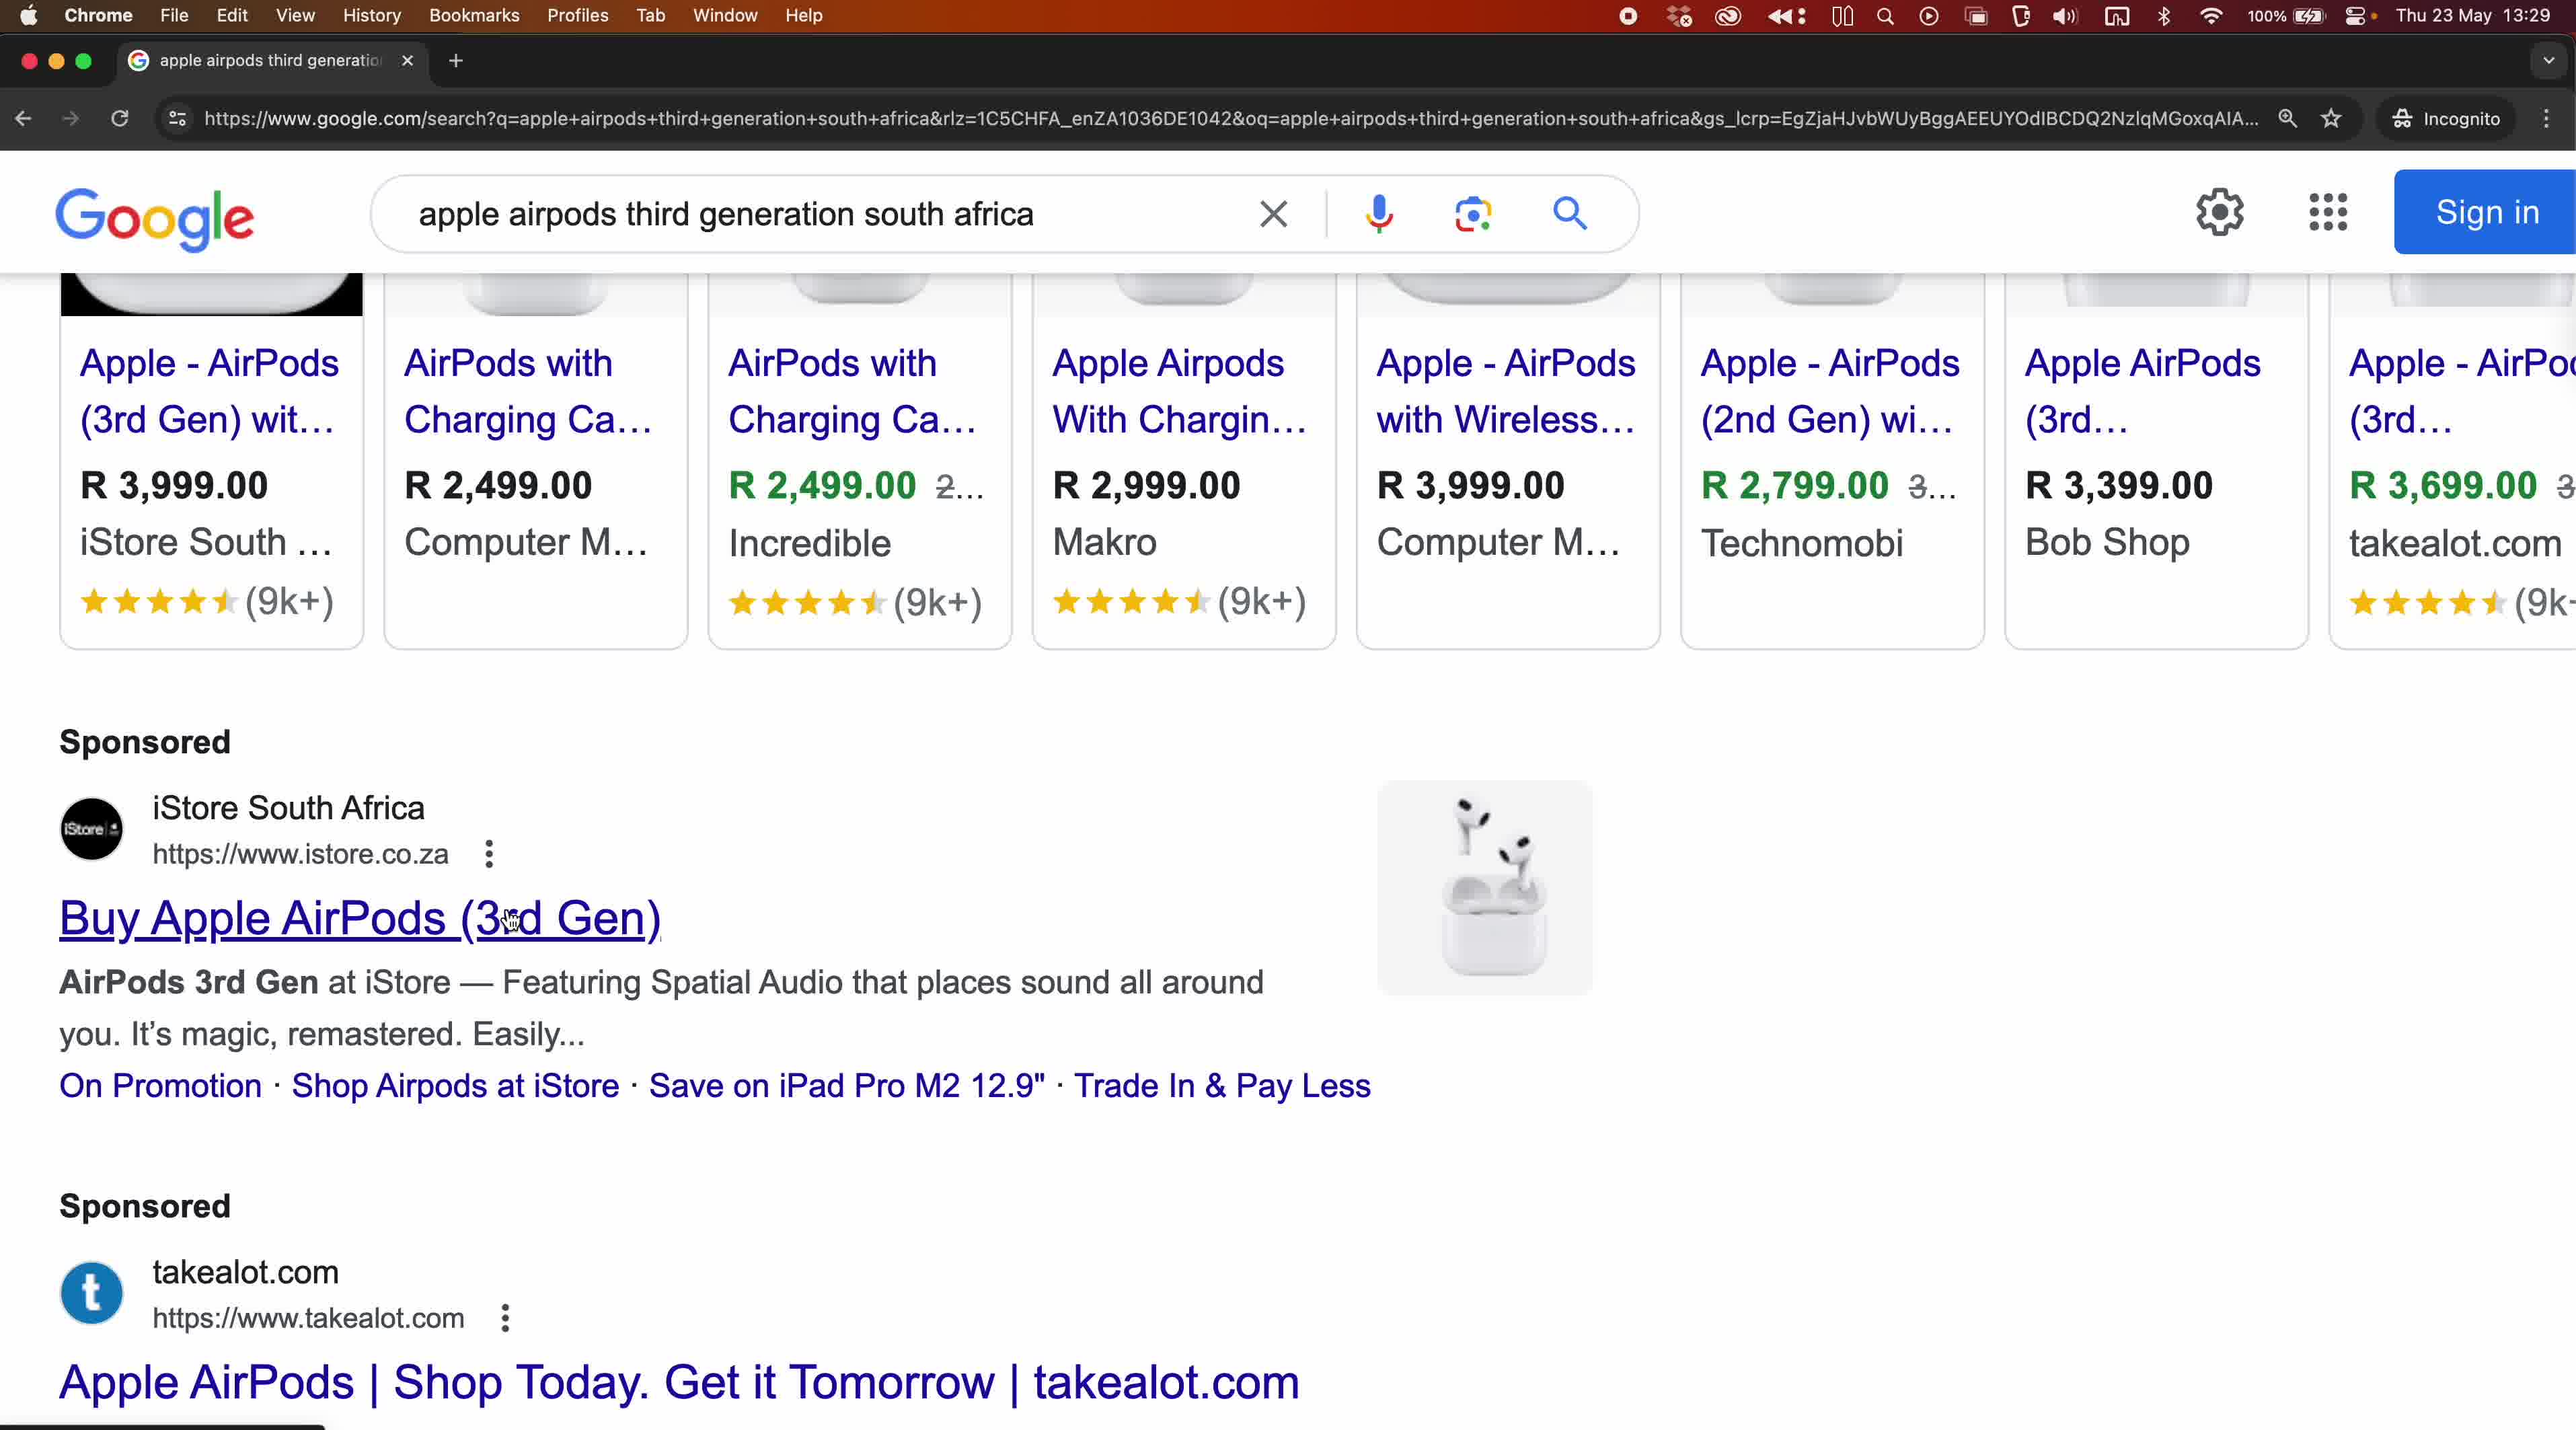 Chrome File Edit View History Bookmarks Profiles Tab Window Help 100% Thu 23 May 13:29
apple airpods third generatio
https://www.google.com/search?q=apple+airpods+third+generation+south+africa&rlz=1C5CHFA_enZA1036DE1042&oq=apple+airpods+third+generation+south+africa&gs_lcrp=EgZjaHJvbWUyBggAEEUYOdIBCDQ2NzlqMGoxqAIA... Incognito
Google apple airpods third generation south africa Sign in
Apple - AirPods
(3rd Gen) wit...
R 3,999.00
iStore South ...
(9k+)
AirPods with
Charging Ca...
R 2,499.00
Computer M...
AirPods with
Charging Ca...
R 2,499.00 2...
Incredible
(9k+)
Apple Airpods
With Chargin...
R 2,999.00
Makro
(9k+)
Apple - AirPods
with Wireless...
R 3,999.00
Computer M...
Apple - AirPods
(2nd Gen) wi...
R 2,799.00 3...
Technomobi
Apple AirPods
(3rd...
R 3,399.00
Bob Shop
Apple - AirPo
(3rd...
R 3,699.00 3
takealot.com
(9k
Sponsored
iStore
iStore South Africa
https://www.istore.co.za
Buy Apple AirPods (3rd Gen)
AirPods 3rd Gen at iStore — Featuring Spatial Audio that places sound all around
you. It's magic, remastered. Easily...
On Promotion · Shop Airpods at iStore · Save on iPad Pro M2 12.9" · Trade In & Pay Less
Sponsored
t
takealot.com
https://www.takealot.com
Apple AirPods | Shop Today. Get it Tomorrow | takealot.com